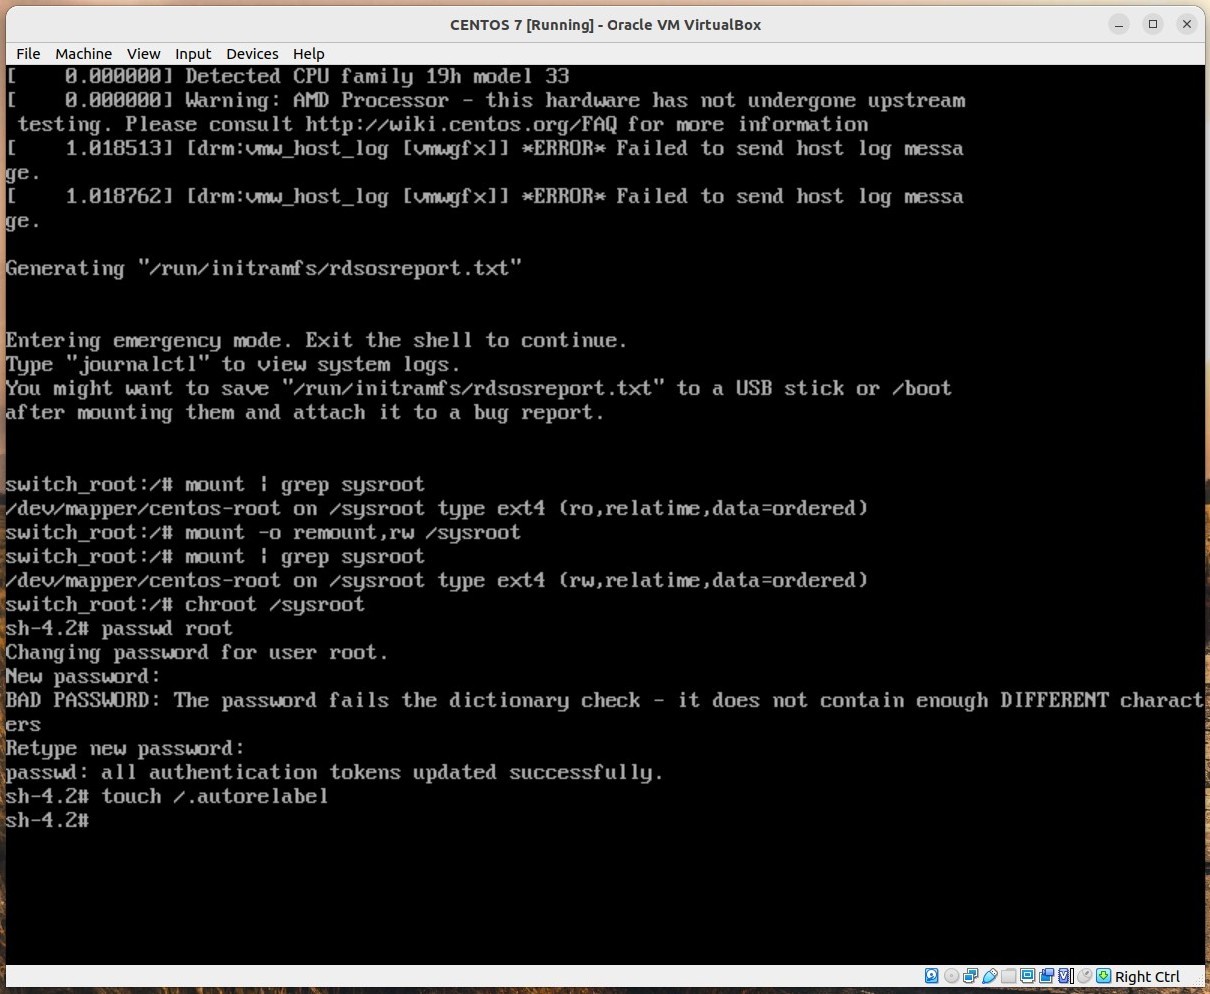 CENTOS 7 [Running] - Oracle VM VirtualBox
File Machine View Input Devices Help
[    0.000000] Detected CPU family 19h model 33
[    0.000000] Warning: AMD Processor - this hardware has not undergone upstream
 testing. Please consult http://wiki.centos.org/FAQ for more information
[    1.018513] [drm:vmw_host_log [vmwgfx]] *ERROR* Failed to send host log messa
ge.
[    1.018762] [drm:vmw_host_log [vmwgfx]] *ERROR* Failed to send host log messa
ge.
Generating "/run/initramfs/rdsosreport.txt"
Entering emergency mode. Exit the shell to continue.
Type "journalctl" to view system logs.
You might want to save "/run/initramfs/rdsosreport.txt" to a USB stick or /boot
after mounting them and attach it to a bug report.
switch_root:/# mount | grep sysroot
/dev/mapper/centos-root on /sysroot type ext4 (ro,relatime,data=ordered)
switch_root:/# mount -o remount,rw /sysroot
switch_root:/# mount | grep sysroot
/dev/mapper/centos-root on /sysroot type ext4 (rw,relatime,data=ordered)
switch_root:/# chroot /sysroot
sh-4.2# passwd root
Changing password for user root.
New password:
BAD PASSWORD: The password fails the dictionary check - it does not contain enough DIFFERENT charact
ers
Retype new password:
passwd: all authentication tokens updated successfully.
sh-4.2# touch /.autorelabel
sh-4.2#
Right Ctrl